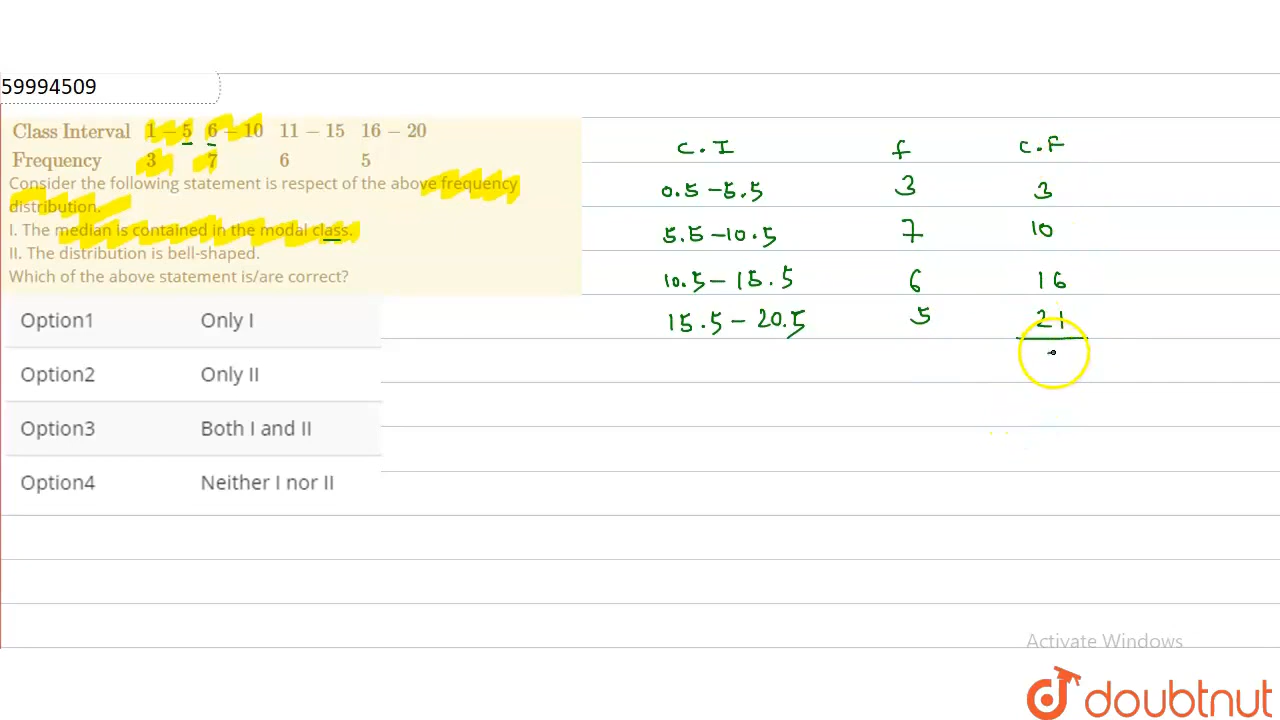 59994509
Class Interval 1 – 5 6 – 10 11 – 15 16 – 20
Frequency 3 7 6 5
Consider the following statement is respect of the above frequency
distribution.
I. The median is contained in the modal class.
II. The distribution is bell-shaped.
Which of the above statement is/are correct?
Option1 Only I
Option2 Only II
Option3 Both I and II
Option4 Neither I nor II
C.I f C.F
0.5 – 5.5 3 3
5.5 – 10.5 7 10
10.5 – 15.5 6 16
15.5 – 20.5 5 21
Activate Windows
doubtnut